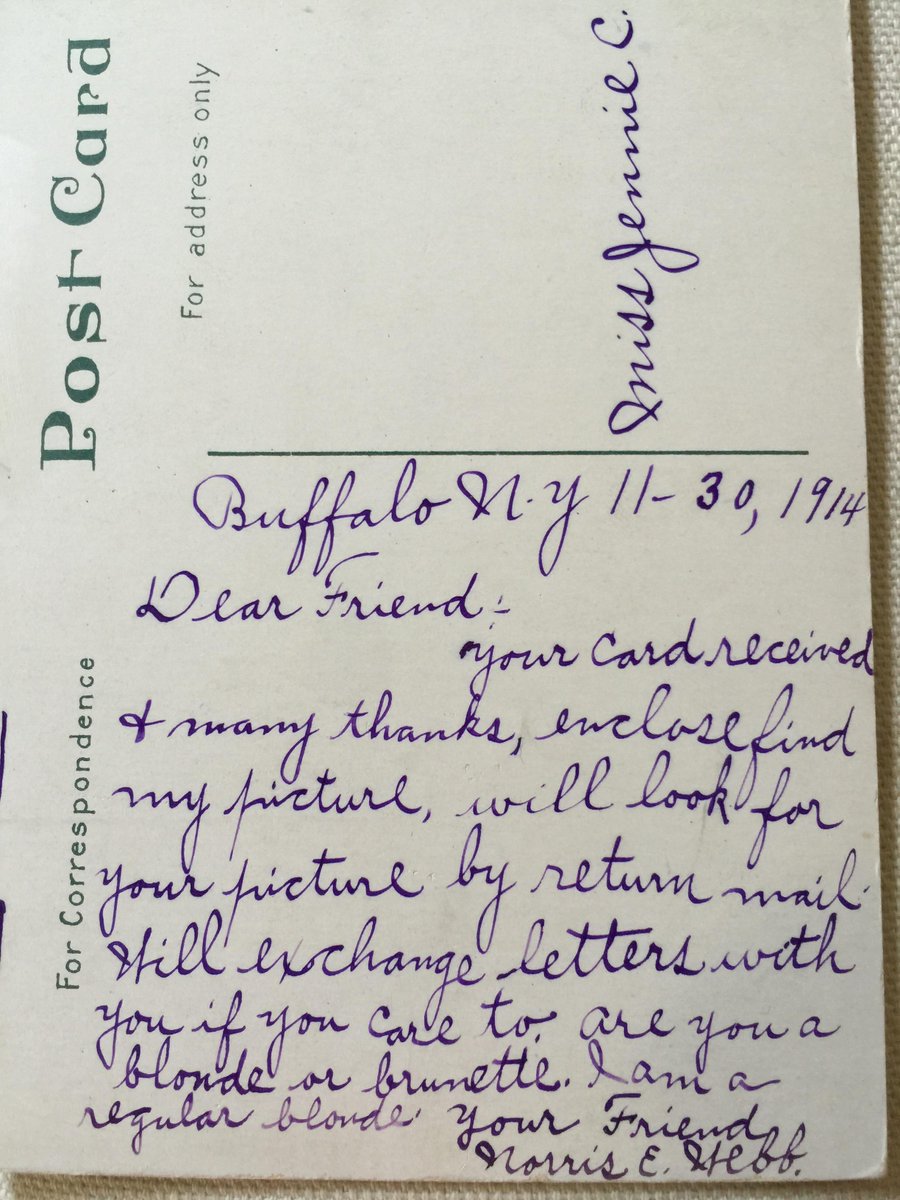 Post Card
For address only
Miss Jennie C.
For Correspondence
Buffalo N.Y 11-30, 1914
Dear Friend:-
your card received
& many thanks, enclose find
my picture, will look for
your picture by return mail.
Will exchange letters with
you if you care to. are you a
blonde or brunette. I am a
regular blonde. your Friend
Norris E. Webb.